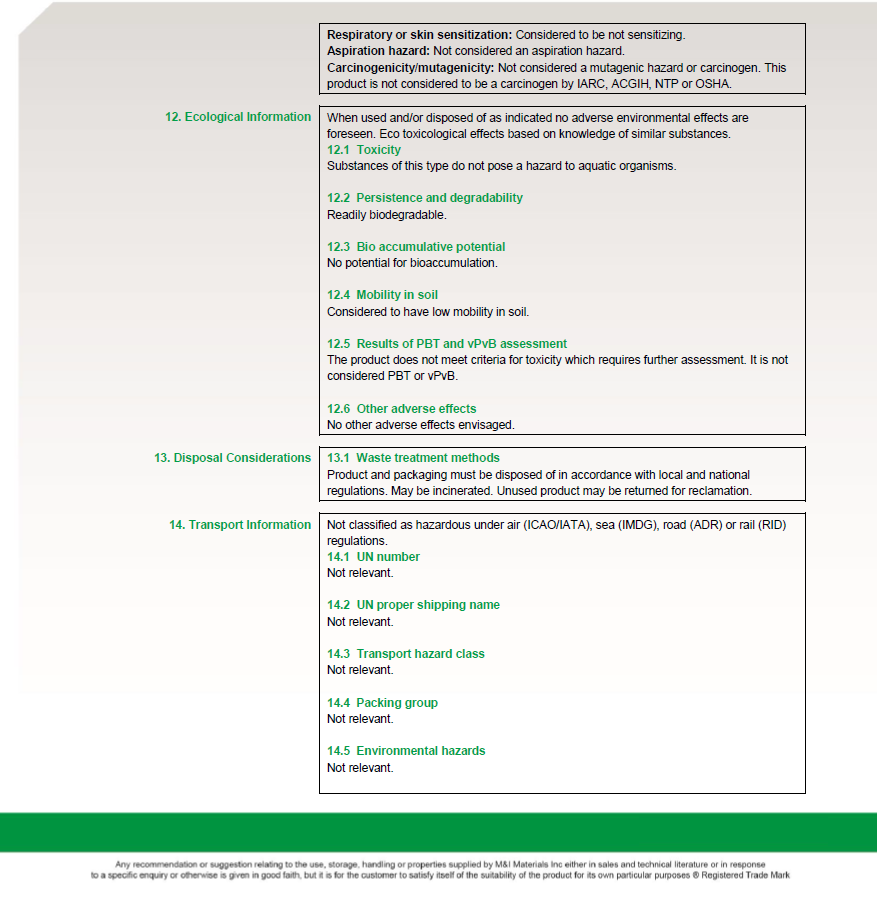 Respiratory or skin sensitization: Considered to be not sensitizing.
Aspiration hazard: Not considered an aspiration hazard.
Carcinogenicity/mutagenicity: Not considered a mutagenic hazard or carcinogen. This
product is not considered to be a carcinogen by IARC, ACGIH, NTP or OSHA.
12. Ecological Information
When used and/or disposed of as indicated no adverse environmental effects are
foreseen. Eco toxicological effects based on knowledge of similar substances.
12.1 Toxicity
Substances of this type do not pose a hazard to aquatic organisms.
12.2 Persistence and degradability
Readily biodegradable.
12.3 Bio accumulative potential
No potential for bioaccumulation.
12.4 Mobility in soil
Considered to have low mobility in soil.
12.5 Results of PBT and vPvB assessment
The product does not meet criteria for toxicity which requires further assessment. It is not
considered PBT or vPvB.
12.6 Other adverse effects
No other adverse effects envisaged.
13. Disposal Considerations
13.1 Waste treatment methods
Product and packaging must be disposed of in accordance with local and national
regulations. May be incinerated. Unused product may be returned for reclamation.
14. Transport Information
Not classified as hazardous under air (ICAO/IATA), sea (IMDG), road (ADR) or rail (RID)
regulations.
14.1 UN number
Not relevant.
14.2 UN proper shipping name
Not relevant.
14.3 Transport hazard class
Not relevant.
14.4 Packing group
Not relevant.
14.5 Environmental hazards
Not relevant.
Any recommendation or suggestion relating to the use, storage, handling or properties supplied by M&I Materials Inc either in sales and technical literature or in response
to a specific enquiry or otherwise is given in good faith, but it is for the customer to satisfy itself of the suitability of the product for its own particular purposes ® Registered Trade Mark